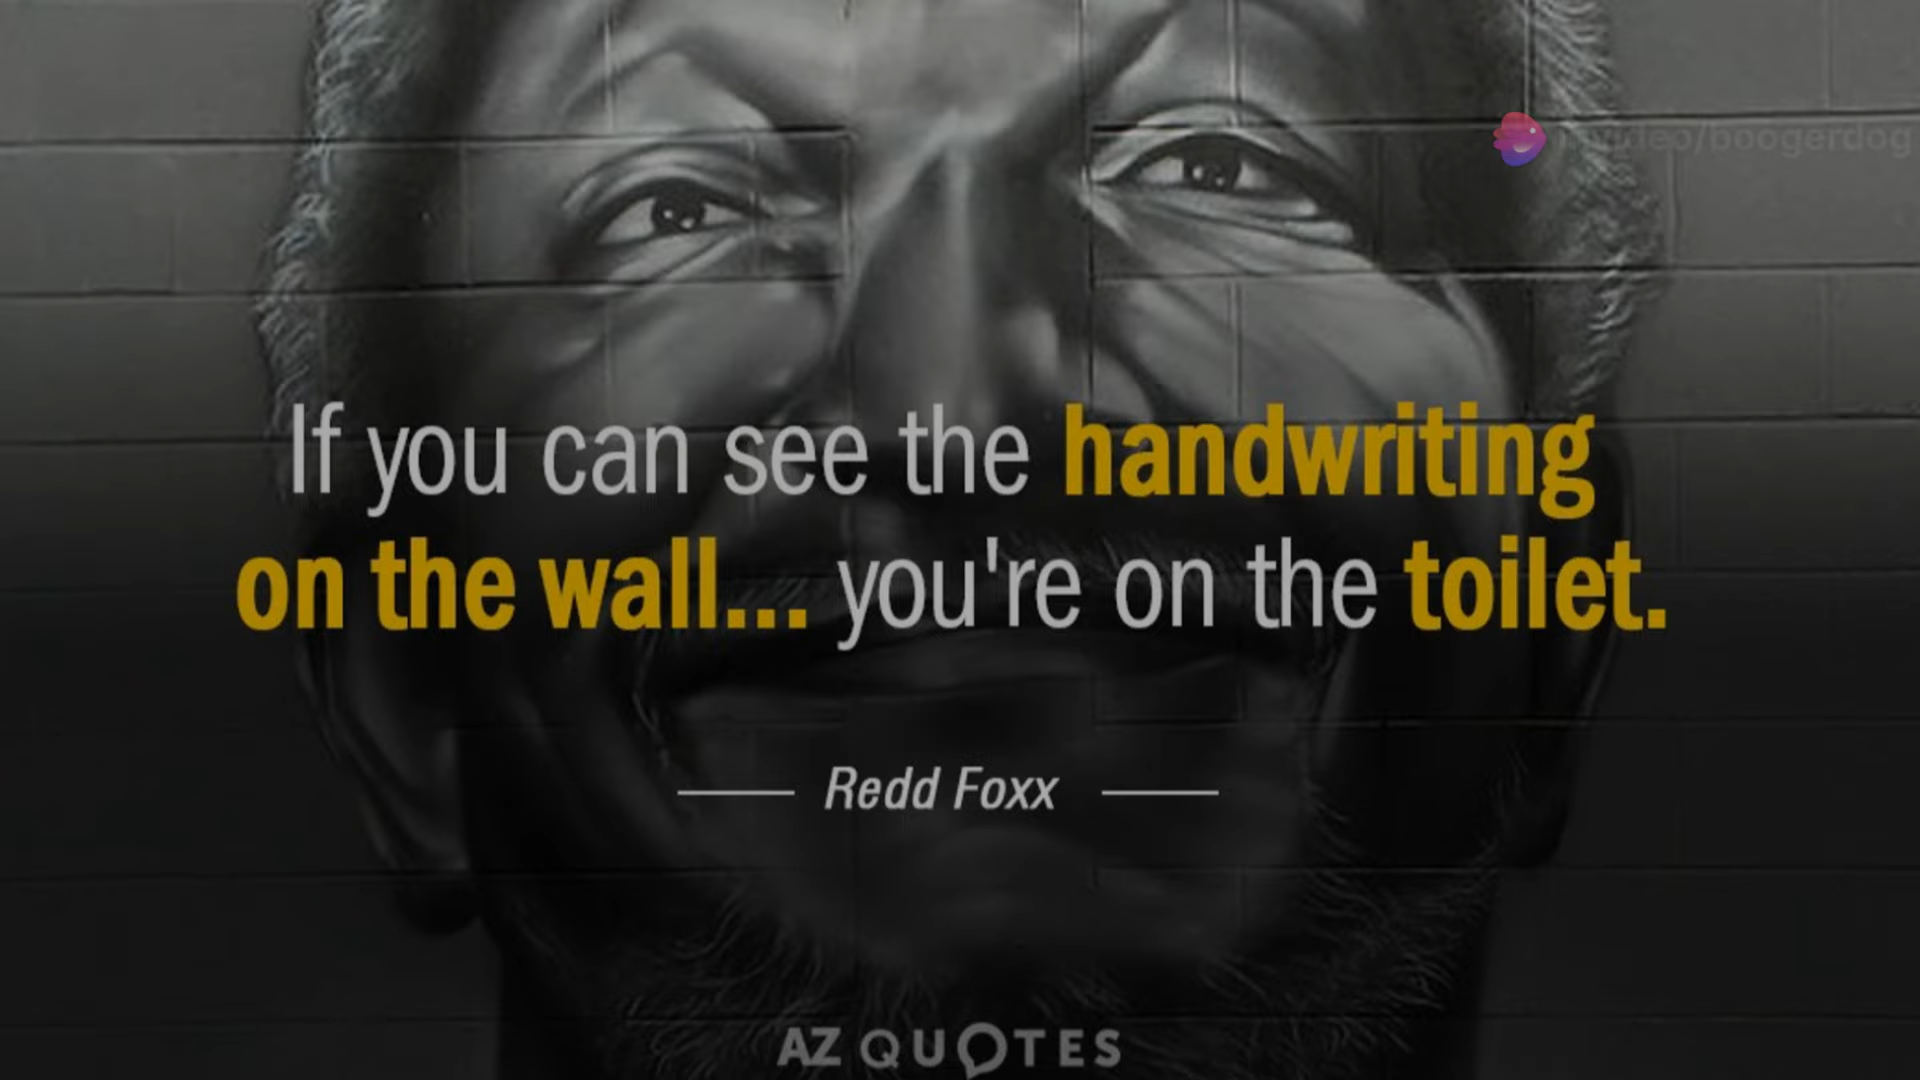 If you can see the handwriting
on the wall... you're on the toilet.
Redd Foxx
AZ QUOTES